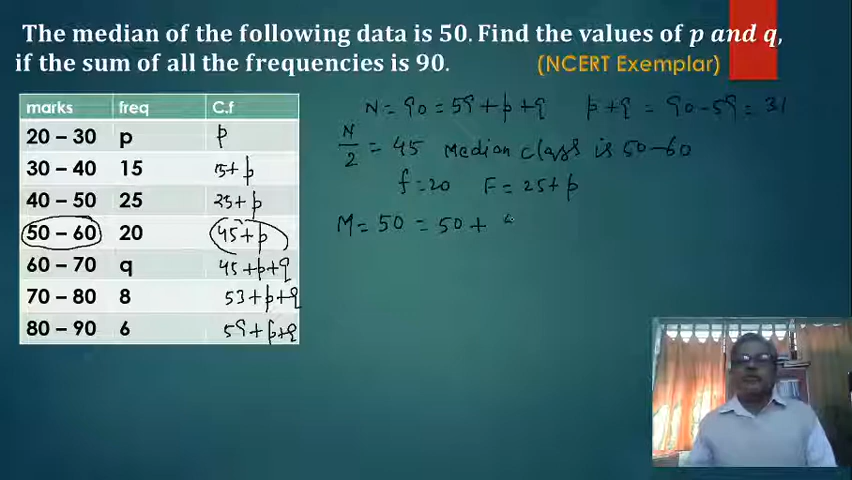 The median of the following data is 50. Find the values of p and q,
if the sum of all the frequencies is 90. (NCERT Exemplar)
marks freq C.f
20 – 30 p p
30 – 40 15 15+p
40 – 50 25 25+p
50 – 60 20 45+p
60 – 70 q 45+p+q
70 – 80 8 53+p+q
80 – 90 6 59+p+q
N = 90 = 59+p+q p+q = 90-59 = 31
N/2 = 45 Median class is 50-60
f=20 F = 25+p
M = 50 = 50 +